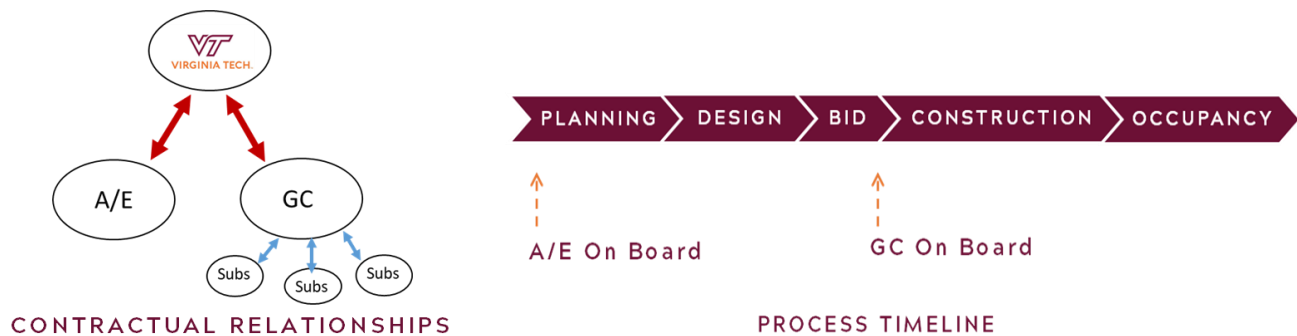 VT
VIRGINIA TECH.
A/E
GC
Subs
Subs
Subs
CONTRACTUAL RELATIONSHIPS
PLANNING
DESIGN
BID
CONSTRUCTION
OCCUPANCY
A/E On Board
GC On Board
PROCESS TIMELINE